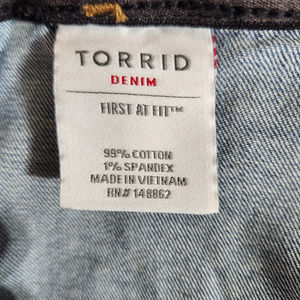 TORRID
DENIM
FIRST AT FIT™
99% COTTON
1% SPANDEX
MADE IN VIETNAM
RN# 148862